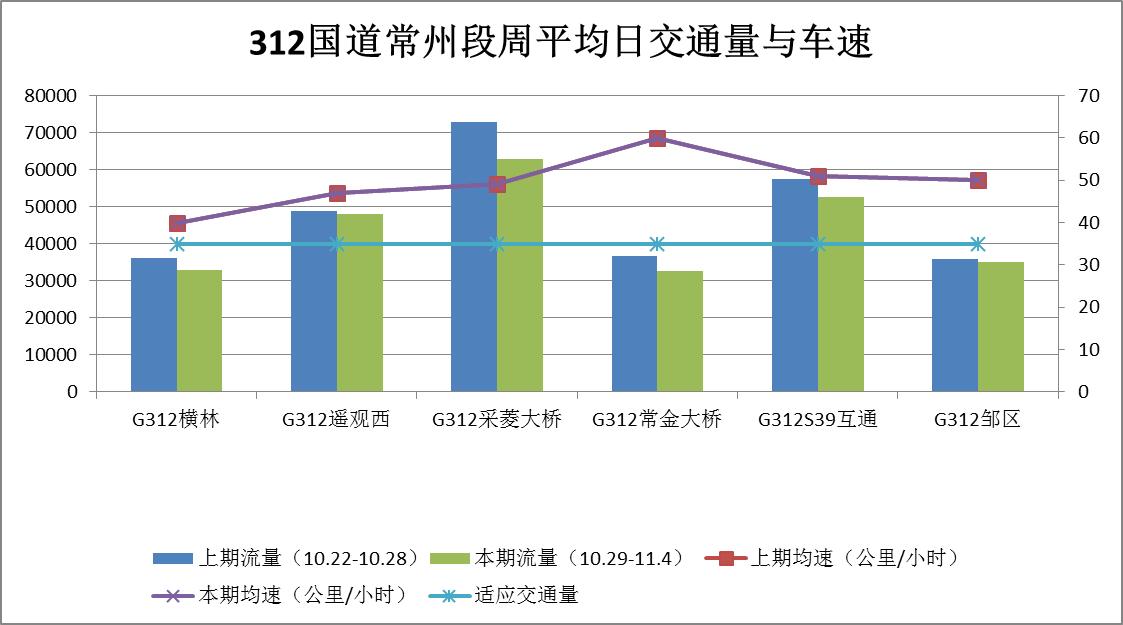 312国道常州段周平均日交通量与车速
80000
70000
60000
50000
40000
30000
20000
10000
0
70
60
50
40
30
20
10
0
G312横林
G312遥观西
G312采菱大桥
G312常金大桥
G312S39互通
G312邹区
上期流量（10.22-10.28）
本期流量（10.29-11.4）
上期均速（公里/小时）
本期均速（公里/小时）
适应交通量